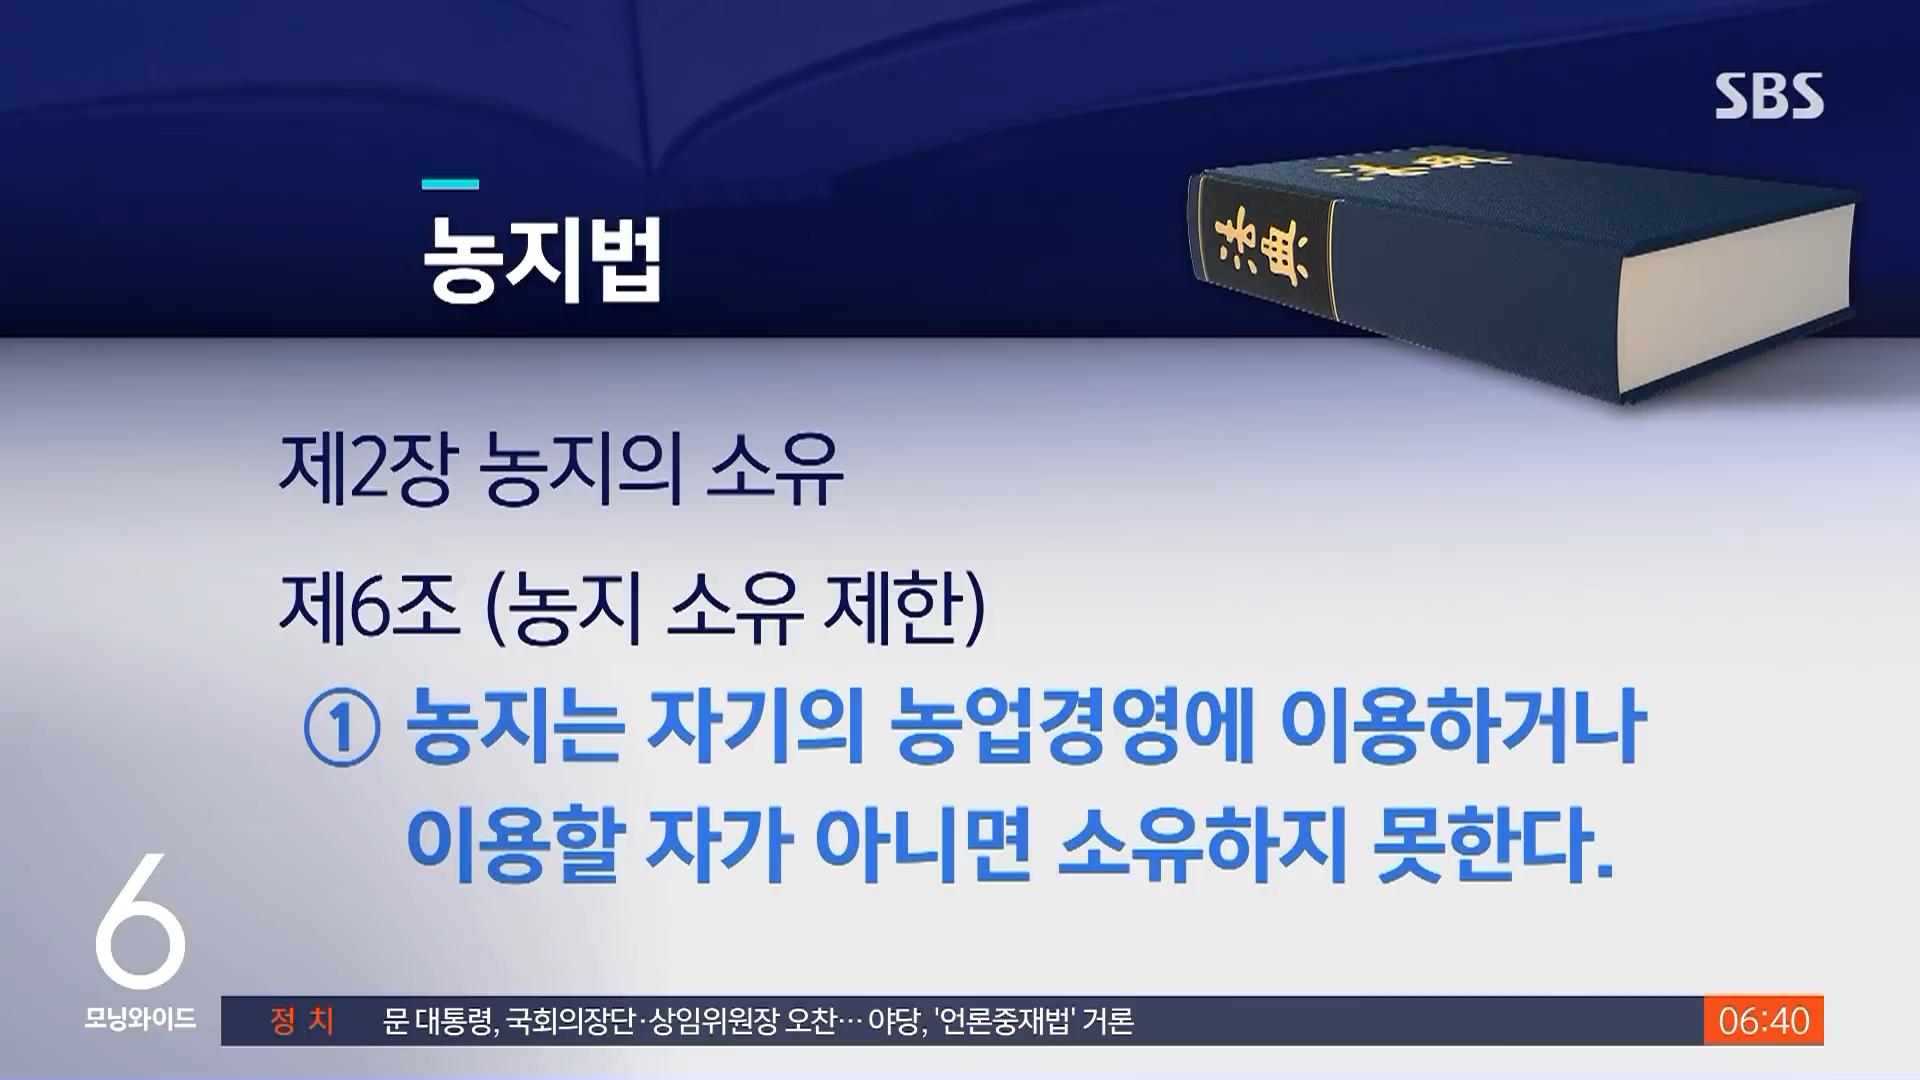 SBS
法典
法典
농지법
제2장 농지의 소유
제6조 (농지 소유 제한)
① 농지는 자기의 농업경영에 이용하거나
이용할 자가 아니면 소유하지 못한다.
6
모닝와이드
정 치 문 대통령, 국회의장단·상임위원장 오찬… 야당, '언론중재법' 거론
06:40